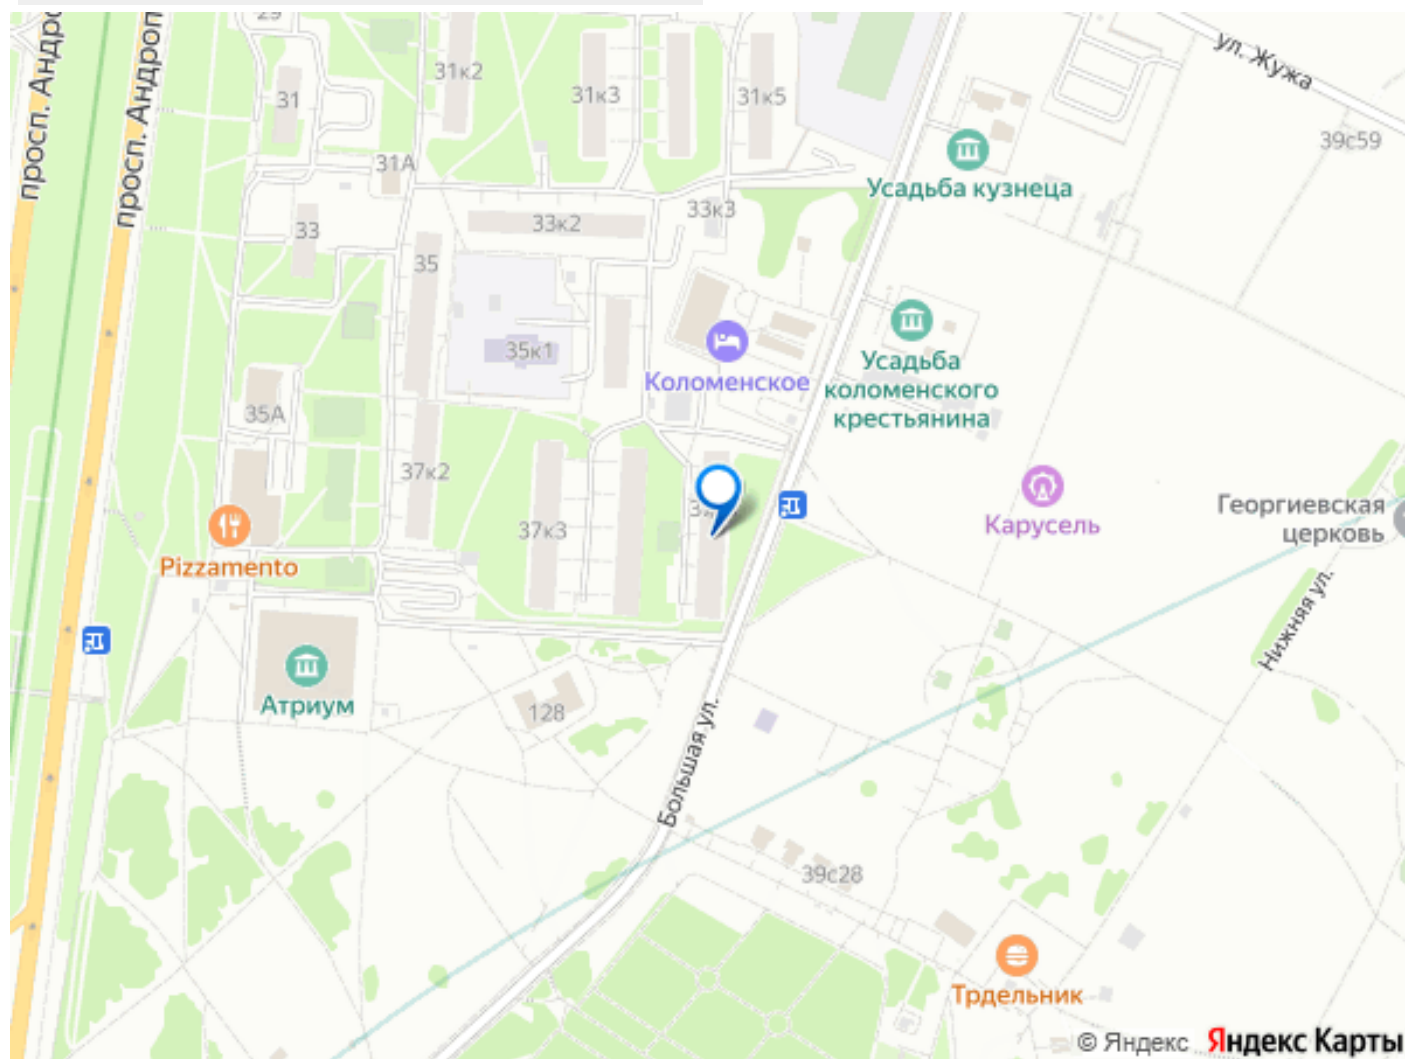 29
просп. Андро
просп. Андроп
31к2
31
31к3
31к5
ул. Жужа
39с59
31А
Усадьба кузнеца
33к3
33к2
33
35
35к1
Коломенское
Усадьба
коломенского
крестьянина
35А
37к2
37к3
Карусель
Георгиевская
церковь
Pizzamento
Нижняя ул.
Атриум
128
Большая ул.
39с28
Трдельник
© Яндекс Яндекс Карты